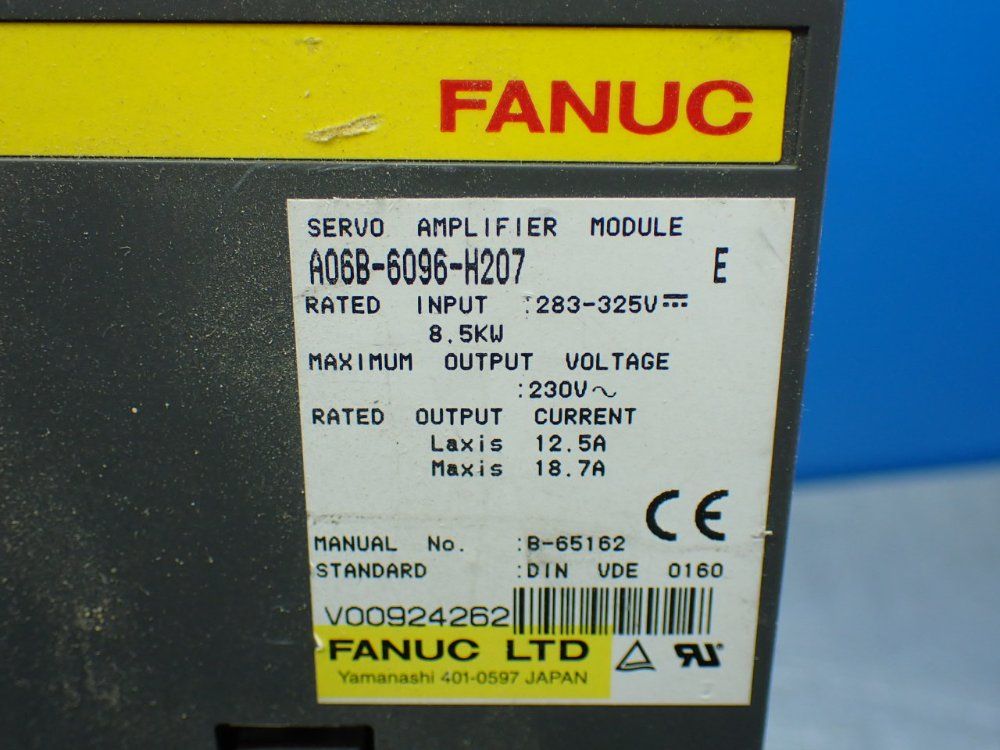 FANUC
SERVO AMPLIFIER MODULE
A06B-6096-H207 E
RATED INPUT :283-325V⎓
8.5KW
MAXIMUM OUTPUT VOLTAGE
:230V~
RATED OUTPUT CURRENT
Laxis 12.5A
Maxis 18.7A
CE
MANUAL No. :B-65162
STANDARD :DIN VDE 0160
V00924262
FANUC LTD
Yamanashi 401-0597 JAPAN